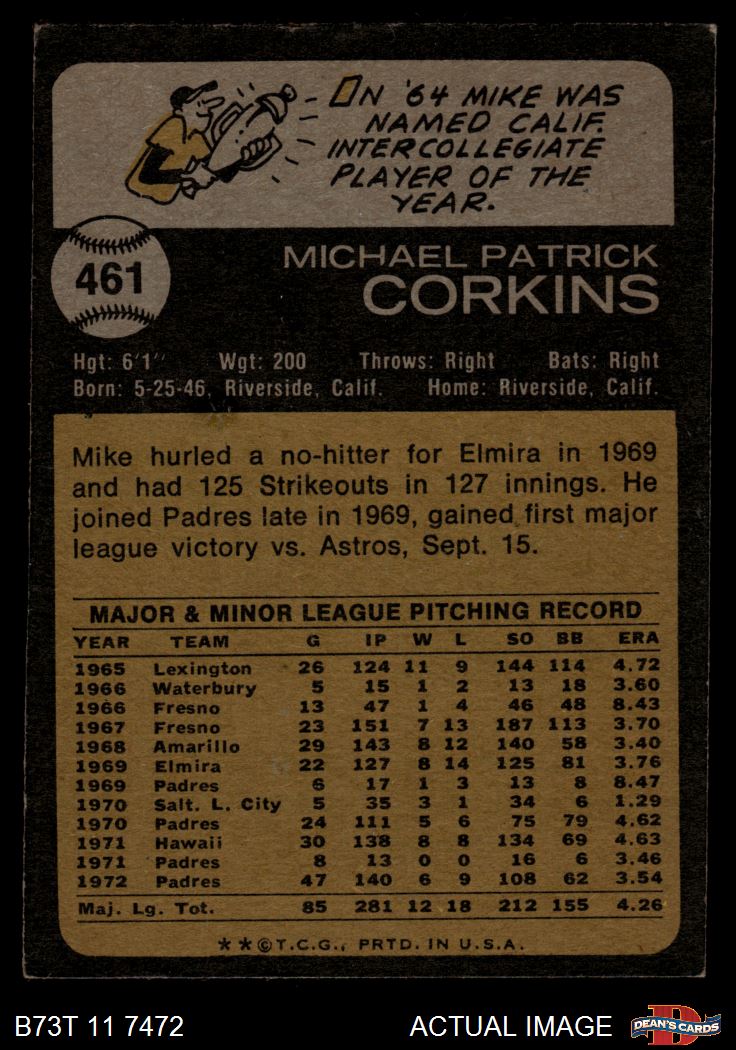 ON '64 MIKE WAS
NAMED CALIF.
INTERCOLLEGIATE
PLAYER OF THE
YEAR.
461
MICHAEL PATRICK
CORKINS
Hgt: 6'1" Wgt: 200 Throws: Right Bats: Right
Born: 5-25-46, Riverside, Calif. Home: Riverside, Calif.
Mike hurled a no-hitter for Elmira in 1969
and had 125 Strikeouts in 127 innings. He
joined Padres late in 1969, gained first major
league victory vs. Astros, Sept. 15.
MAJOR & MINOR LEAGUE PITCHING RECORD
YEAR TEAM G IP W L SO BB ERA
1965 Lexington 26 124 11 9 144 114 4.72
1966 Waterbury 5 15 1 2 13 18 3.60
1966 Fresno 13 47 1 4 46 48 8.43
1967 Fresno 23 151 7 13 187 113 3.70
1968 Amarillo 29 143 8 12 140 58 3.40
1969 Elmira 22 127 8 14 125 81 3.76
1969 Padres 6 17 1 3 13 8 8.47
1970 Salt. L. City 5 35 3 1 34 6 1.29
1970 Padres 24 111 5 6 75 79 4.62
1971 Hawaii 30 138 8 8 134 69 4.63
1971 Padres 8 13 0 0 16 6 3.46
1972 Padres 47 140 6 9 108 62 3.54
Maj. Lg. Tot. 85 281 12 18 212 155 4.26
**©T.C.G., PRTD. IN U.S.A.
B73T 11 7472 ACTUAL IMAGE DEAN'S CARDS